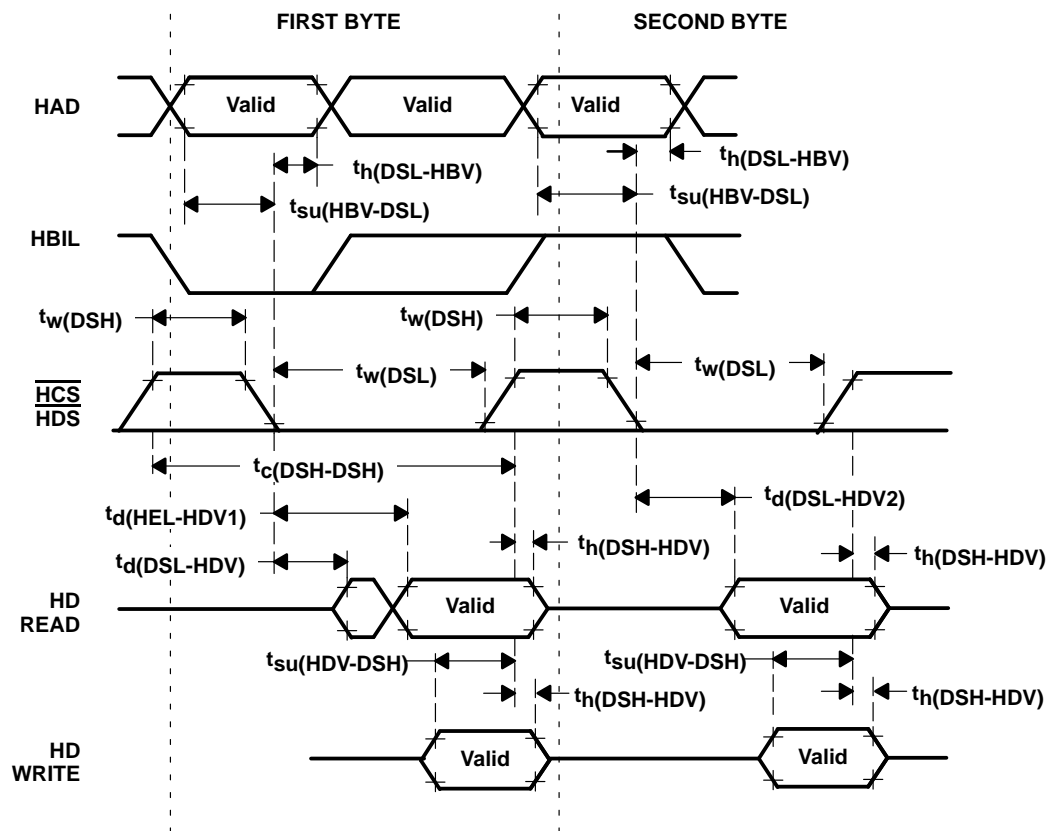 FIRST BYTE
SECOND BYTE
HAD
Valid
Valid
Valid
th(DSL-HBV)
th(DSL-HBV)
tsu(HBV-DSL)
tsu(HBV-DSL)
HBIL
tw(DSH)
tw(DSH)
tw(DSL)
tw(DSL)
HCS
HDS
tc(DSH-DSH)
td(HEL-HDV1)
td(DSL-HDV2)
th(DSH-HDV)
th(DSH-HDV)
td(DSL-HDV)
HD
READ
Valid
Valid
tsu(HDV-DSH)
tsu(HDV-DSH)
th(DSH-HDV)
th(DSH-HDV)
HD
WRITE
Valid
Valid